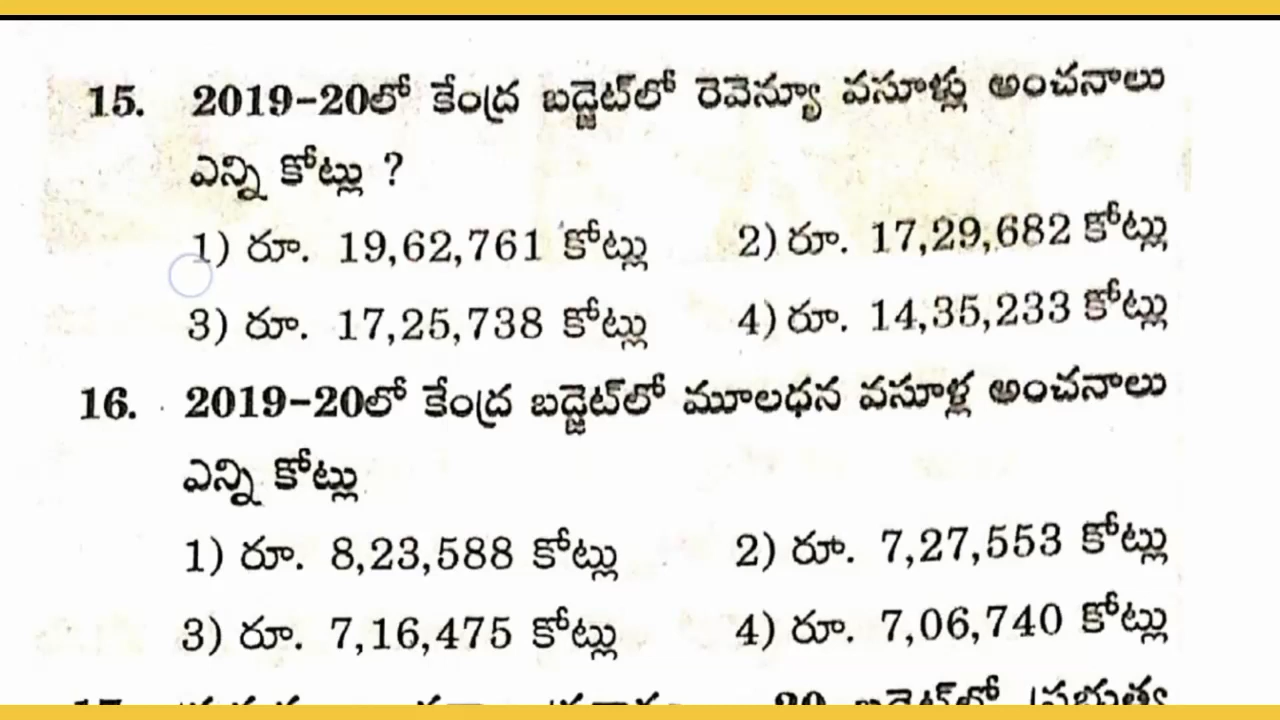 15. 2019-20లో కేంద్ర బడ్జెట్‌లో రెవెన్యూ వసూళ్లు అంచనాలు
ఎన్ని కోట్లు ?
1) రూ. 19,62,761 కోట్లు 2) రూ. 17,29,682 కోట్లు
3) రూ. 17,25,738 కోట్లు 4) రూ. 14,35,233 కోట్లు
16. 2019-20లో కేంద్ర బడ్జెట్‌లో మూలధన వసూళ్ల అంచనాలు
ఎన్ని కోట్లు
1) రూ. 8,23,588 కోట్లు 2) రూ. 7,27,553 కోట్లు
3) రూ. 7,16,475 కోట్లు 4) రూ. 7,06,740 కోట్లు